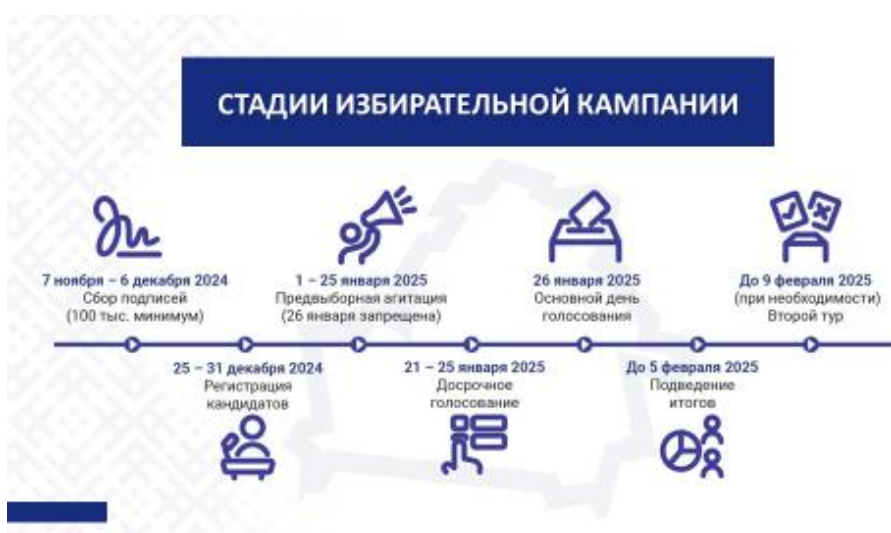 СТАДИИ ИЗБИРАТЕЛЬНОЙ КАМПАНИИ
7 ноября – 6 декабря 2024
Сбор подписей
(100 тыс. минимум)
25 – 31 декабря 2024
Регистрация
кандидатов
1 – 25 января 2025
Предвыборная агитация
(26 января запрещена)
21 – 25 января 2025
Досрочное
голосование
26 января 2025
Основной день
голосования
До 5 февраля 2025
Подведение
итогов
До 9 февраля 2025
(при необходимости)
Второй тур